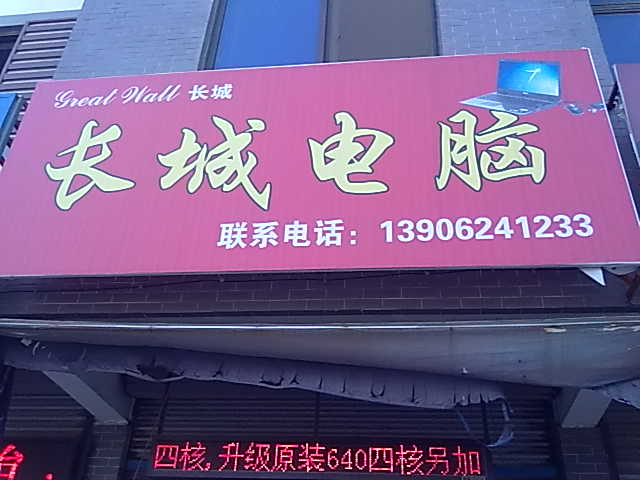 Great Wall 长城
长城电脑
联系电话：13906241233
四核,升级原装640四核另加
台